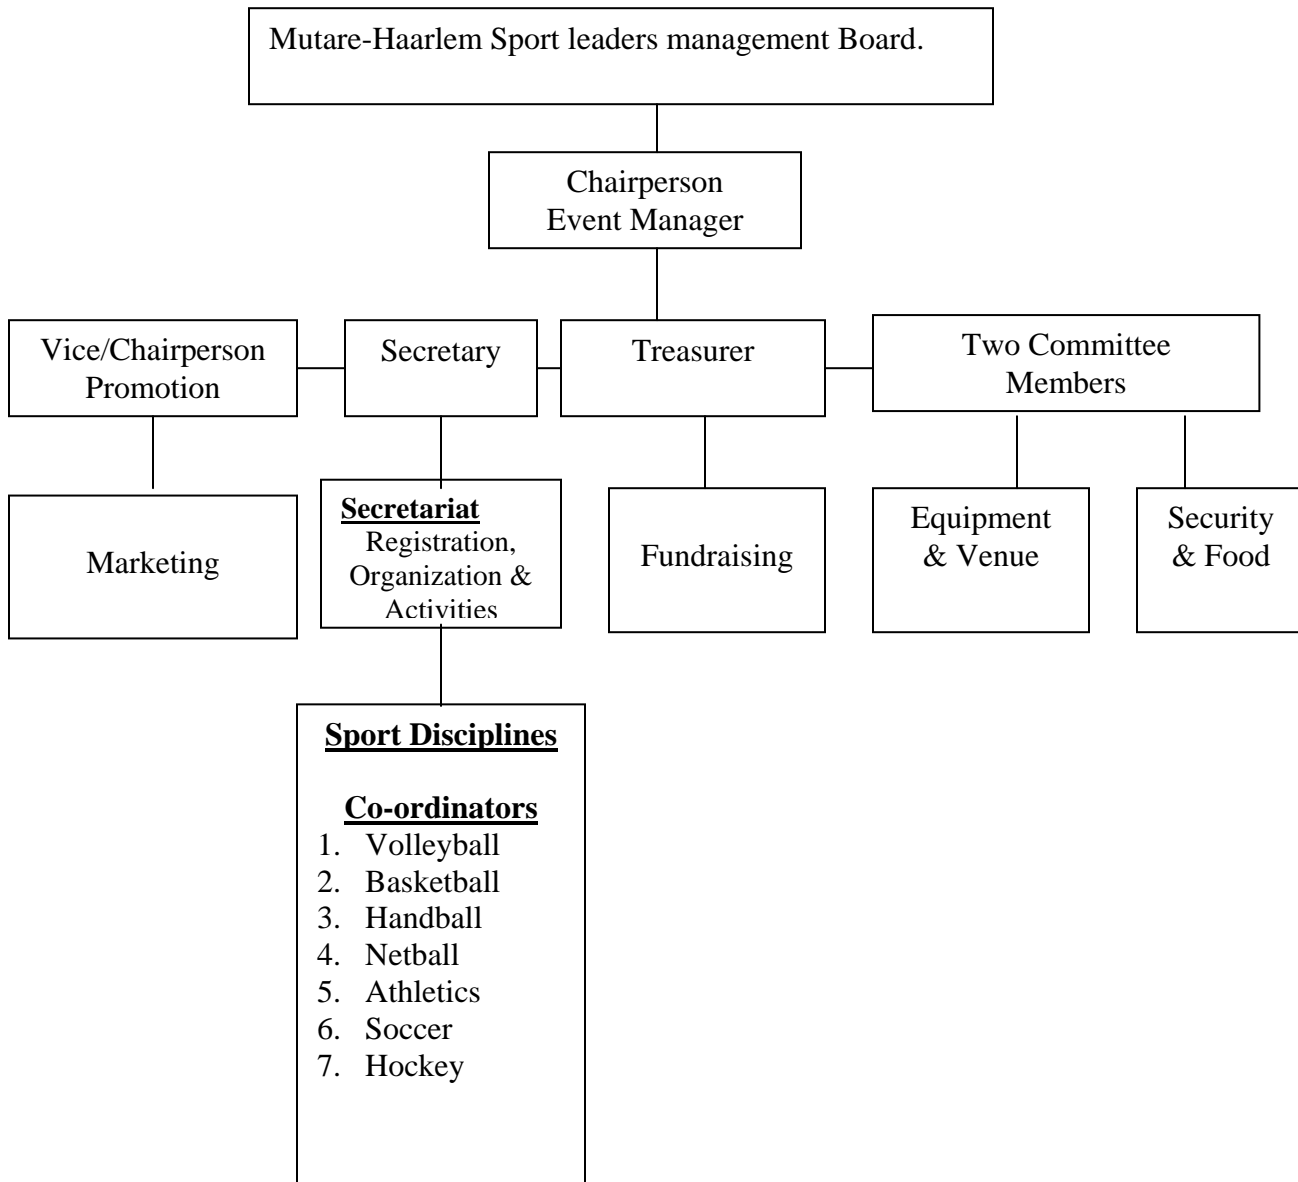 Mutare-Haarlem Sport leaders management Board.
Chairperson
Event Manager
Vice/Chairperson
Promotion
Secretary
Treasurer
Two Committee
Members
Marketing
Secretariat
Registration,
Organization &
Activities
Fundraising
Equipment
& Venue
Security
& Food
Sport Disciplines
Co-ordinators
1. Volleyball
2. Basketball
3. Handball
4. Netball
5. Athletics
6. Soccer
7. Hockey